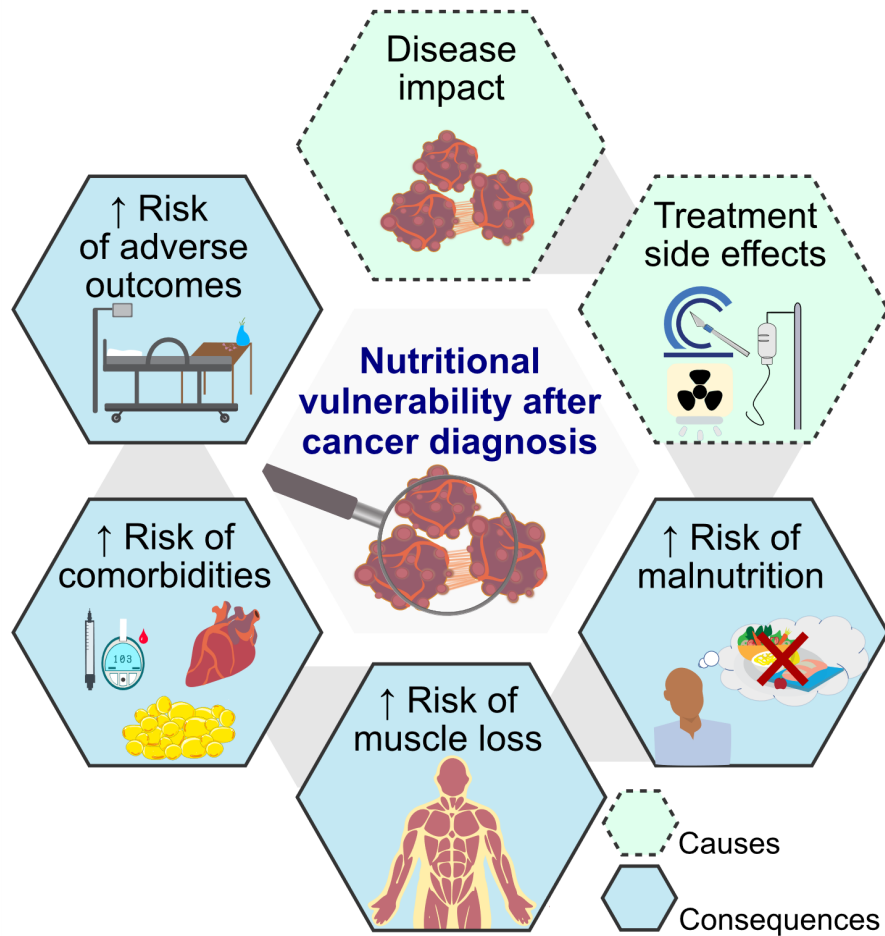 Disease
impact
Treatment
side effects
↑ Risk of
malnutrition
↑ Risk of
muscle loss
↑ Risk of
comorbidities
103
↑ Risk
of adverse
outcomes
Nutritional
vulnerability after
cancer diagnosis
Causes
Consequences